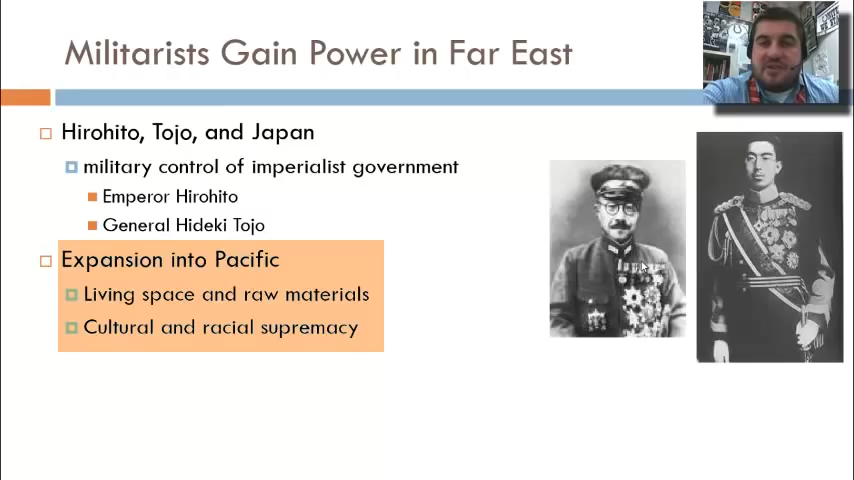 Militarists Gain Power in Far East
Hirohito, Tojo, and Japan
military control of imperialist government
Emperor Hirohito
General Hideki Tojo
Expansion into Pacific
Living space and raw materials
Cultural and racial supremacy